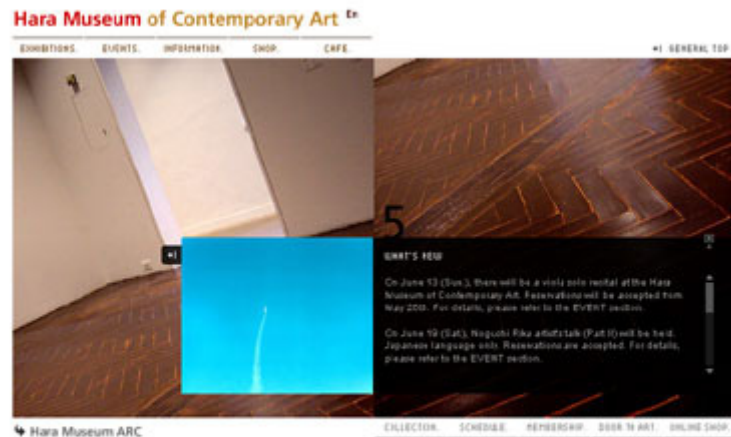 Hara Museum of Contemporary Art En
EXHIBITIONS. EVENTS. INFORMATION. SHOP. CAFE.
GENERAL TOP
5
WHAT'S NEW
On June 13 (Sun.), there will be a viola solo recital at the Hara
Museum of Contemporary Art. Reservations will be accepted from
May 20th. For details, please refer to the EVENT section.
On June 19 (Sat.), Noguchi Rika artist's talk (Part II) will be held.
Japanese language only. Reservations are accepted. For details,
please refer to the EVENT section.
Hara Museum ARC
COLLECTION. SCHEDULE. MEMBERSHIP. DOOR 'N ART. ONLINE SHOP.